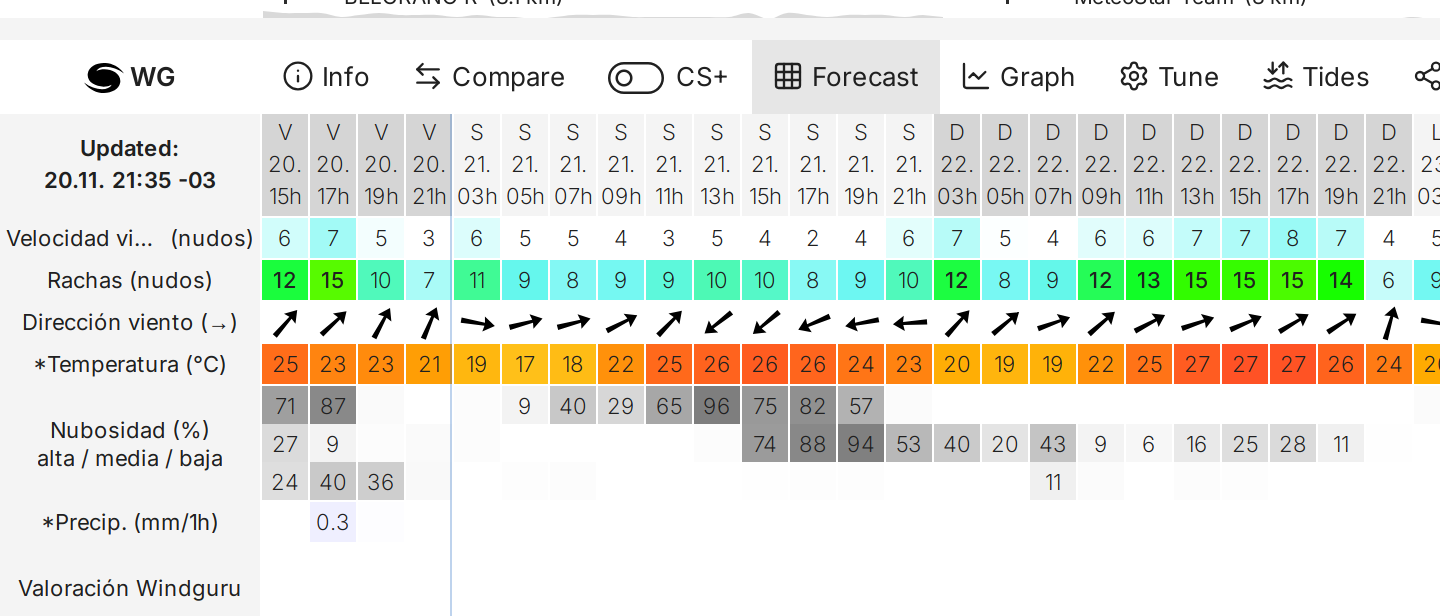 BELGRANO R (8.1 km)
MeteoStar Team (8 km)
WG Info Compare CS+ Forecast Graph Tune Tides
Updated:
20.11. 21:35 -03
V V V V S S S S S S S S S S D D D D D D D D D D L
20. 20. 20. 20. 21. 21. 21. 21. 21. 21. 21. 21. 21. 21. 22. 22. 22. 22. 22. 22. 22. 22. 22. 22.
15h 17h 19h 21h 03h 05h 07h 09h 11h 13h 15h 17h 19h 21h 03h 05h 07h 09h 11h 13h 15h 17h 19h 21h
Velocidad vi... (nudos) 6 7 5 3 6 5 5 4 3 5 4 2 4 6 7 5 4 6 6 7 7 8 7 4 5
Rachas (nudos) 12 15 10 7 11 9 8 9 9 10 10 8 9 10 12 8 9 12 13 15 15 15 14 6 9
Dirección viento (→)
*Temperatura (°C) 25 23 23 21 19 17 18 22 25 26 26 26 24 23 20 19 19 22 25 27 27 27 26 24
Nubosidad (%)
alta / media / baja
71 87 9 40 29 65 96 75 82 57
27 9 74 88 94 53 40 20 43 9 6 16 25 28 11
24 40 36 11
*Precip. (mm/1h) 0.3
Valoración Windguru